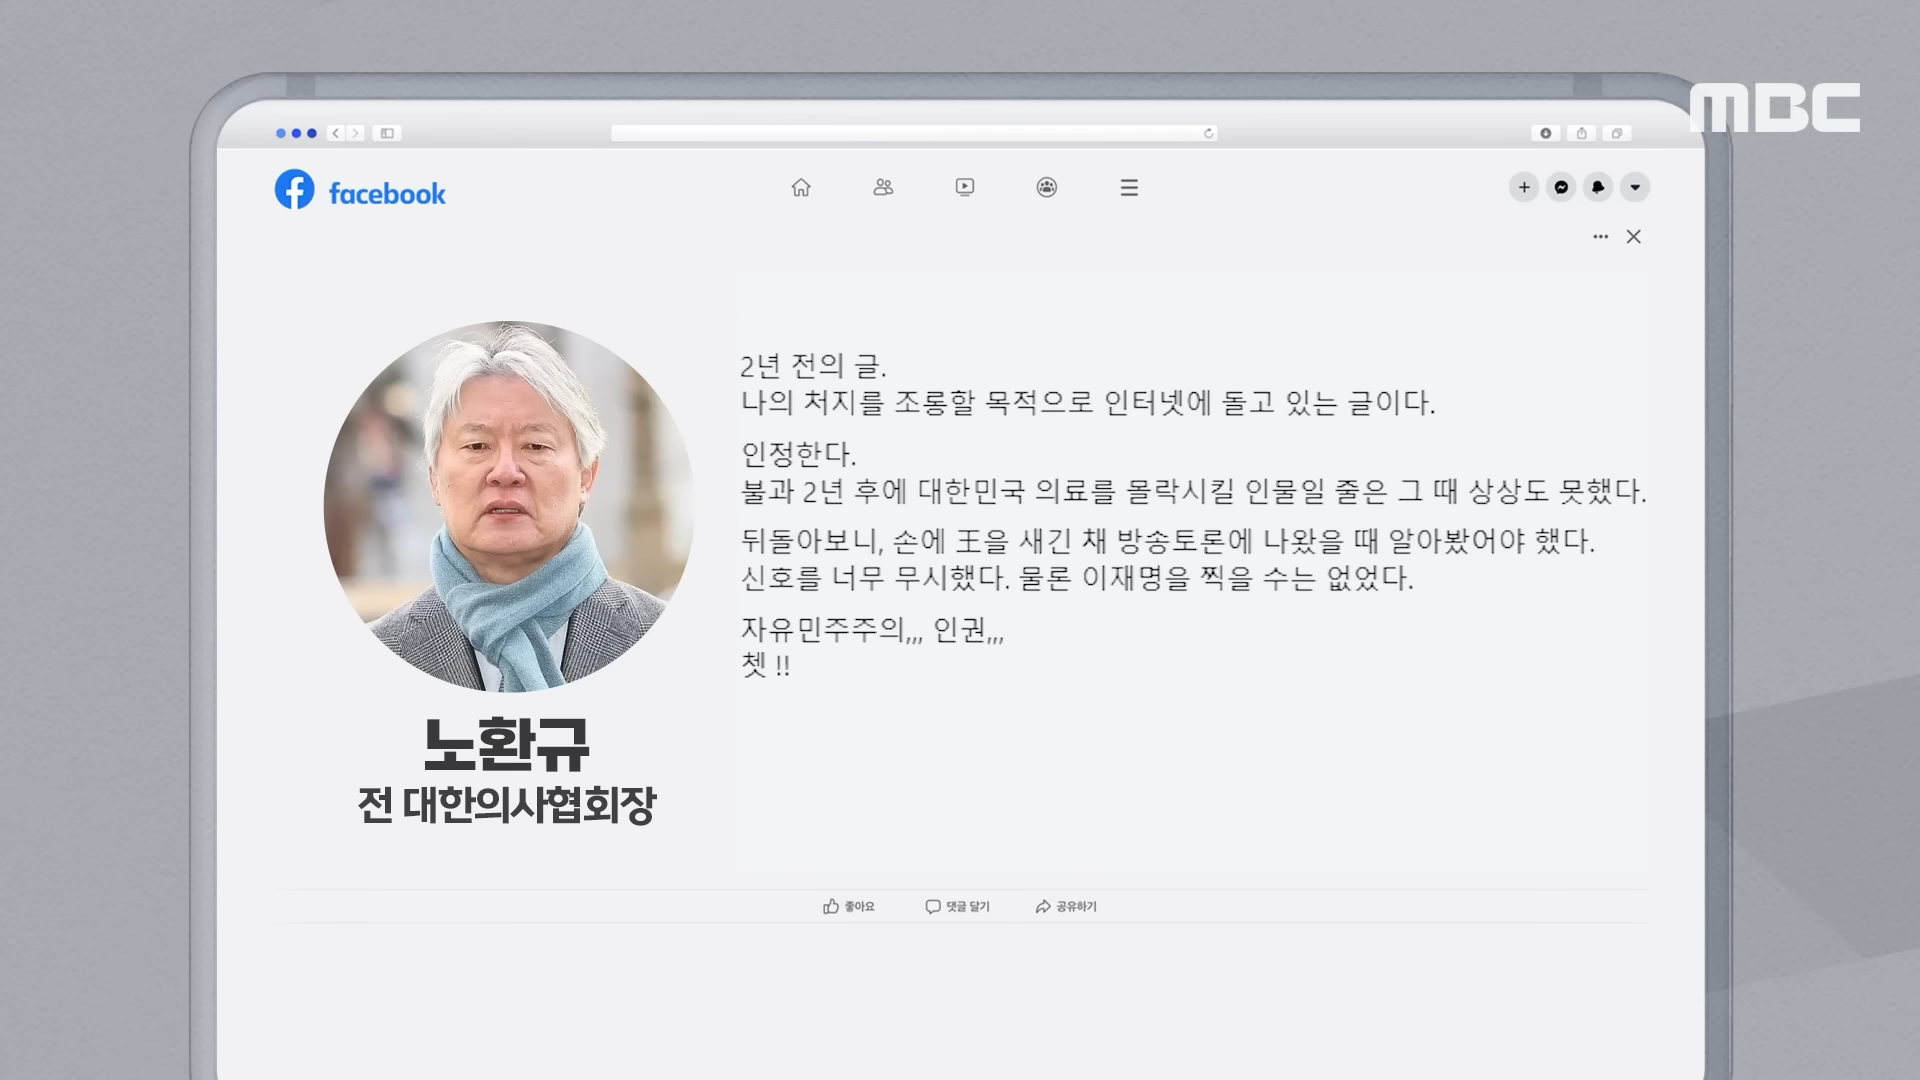 MBC
facebook
2년 전의 글.
나의 처지를 조롱할 목적으로 인터넷에 돌고 있는 글이다.
인정한다.
불과 2년 후에 대한민국 의료를 몰락시킬 인물일 줄은 그 때 상상도 못했다.
뒤돌아보니, 손에 王을 새긴 채 방송토론에 나왔을 때 알아봤어야 했다.
신호를 너무 무시했다. 물론 이재명을 찍을 수는 없었다.
자유민주주의,,, 인권,,,
쳇 !!
노환규
전 대한의사협회장
좋아요 댓글 달기 공유하기